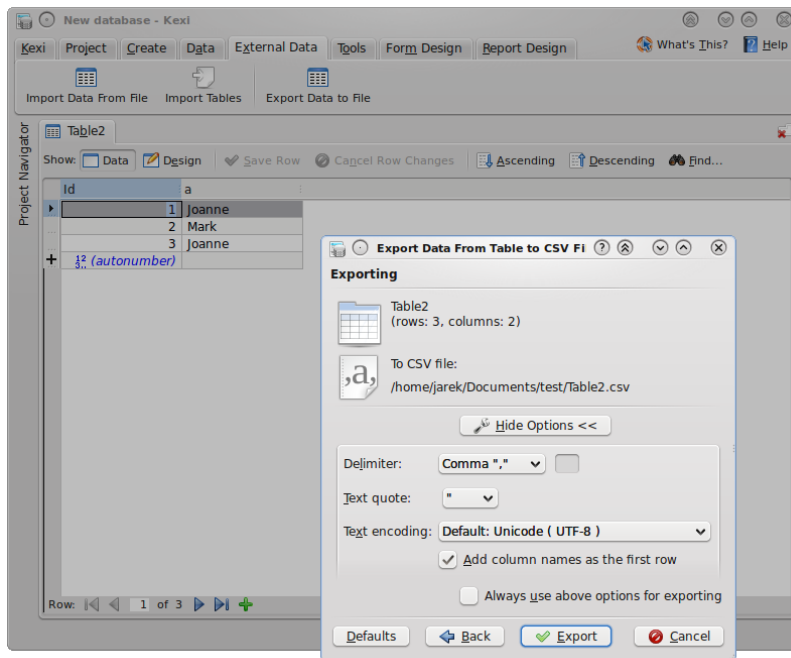 New database - Kexi
Kexi Project Create Data External Data Tools Form Design Report Design What's This? Help
Import Data From File Import Tables Export Data to File
Project Navigator
Table2
Show: Data Design Save Row Cancel Row Changes Ascending Descending Find...
Id a
1 Joanne
2 Mark
3 Joanne
(autonumber)
Export Data From Table to CSV Fi
Exporting
Table2
(rows: 3, columns: 2)
,a,
To CSV file:
/home/jarek/Documents/test/Table2.csv
Hide Options <<
Delimiter: Comma ","
Text quote: "
Text encoding: Default: Unicode ( UTF-8 )
Add column names as the first row
Always use above options for exporting
Defaults Back Export Cancel
Row: 1 of 3